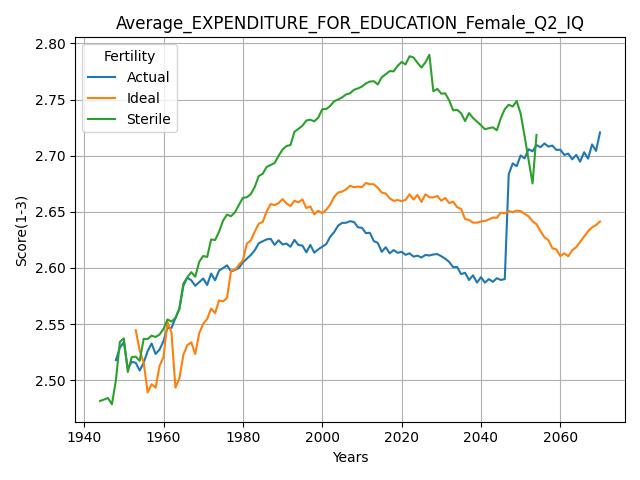 Average_EXPENDITURE_FOR_EDUCATION_Female_Q2_IQ
Fertility
Actual
Ideal
Sterile
Score(1-3)
2.80
2.75
2.70
2.65
2.60
2.55
2.50
1940
1960
1980
2000
2020
2040
2060
Years